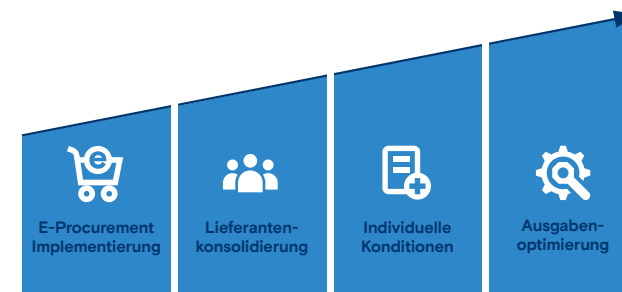 E-Procurement
Implementierung
Lieferanten-
konsolidierung
Individuelle
Konditionen
Ausgaben-
optimierung